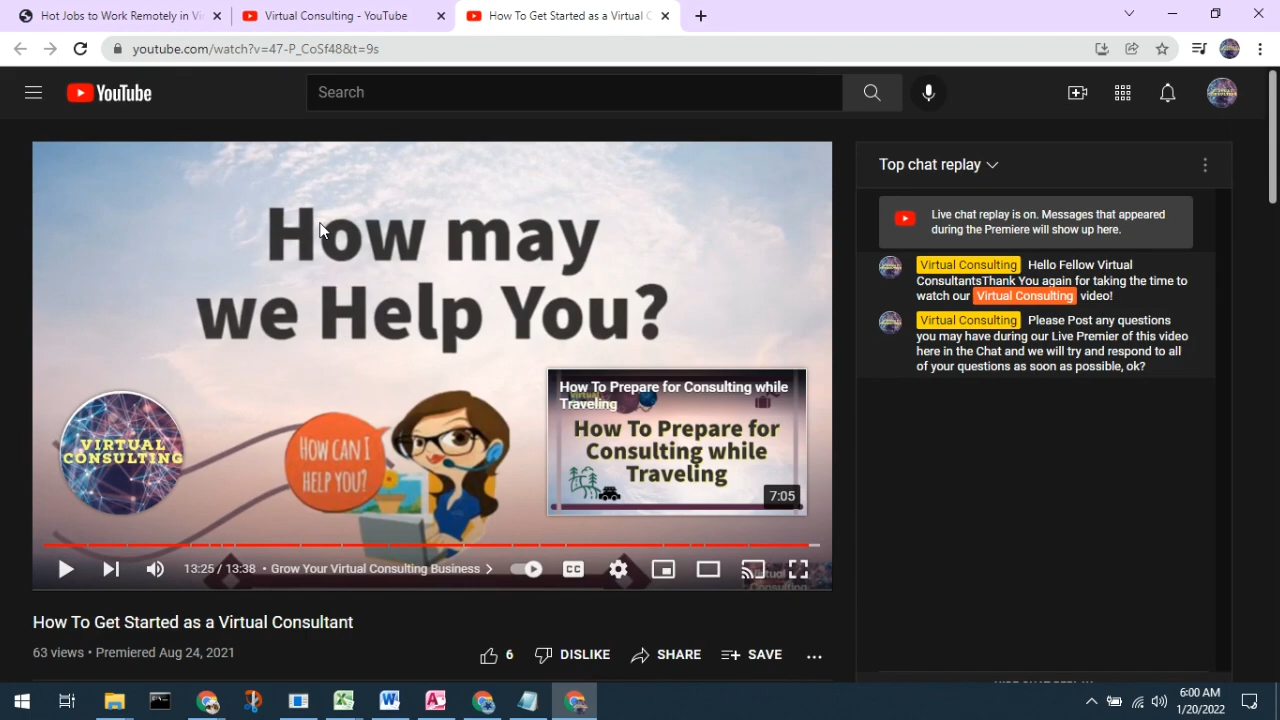 Hot Jobs to Work Remotely in Vi
Virtual Consulting - YouTube
How To Get Started as a Virtual C
youtube.com/watch?v=47-P_CoSf48&t=9s
YouTube
Search
How may
we Help You?
VIRTUAL
CONSULTING
HOW CAN I
HELP YOU?
How To Prepare for Consulting while
Traveling
How To Prepare for
Consulting while
Traveling
7:05
13:25 / 13:38 • Grow Your Virtual Consulting Business
CC
How To Get Started as a Virtual Consultant
63 views • Premiered Aug 24, 2021
6
DISLIKE
SHARE
SAVE
Top chat replay
Live chat replay is on. Messages that appeared
during the Premiere will show up here.
Virtual Consulting Hello Fellow Virtual
ConsultantsThank You again for taking the time to
watch our Virtual Consulting video!
Virtual Consulting Please Post any questions
you may have during our Live Premier of this video
here in the Chat and we will try and respond to all
of your questions as soon as possible, ok?
6:00 AM
1/20/2022